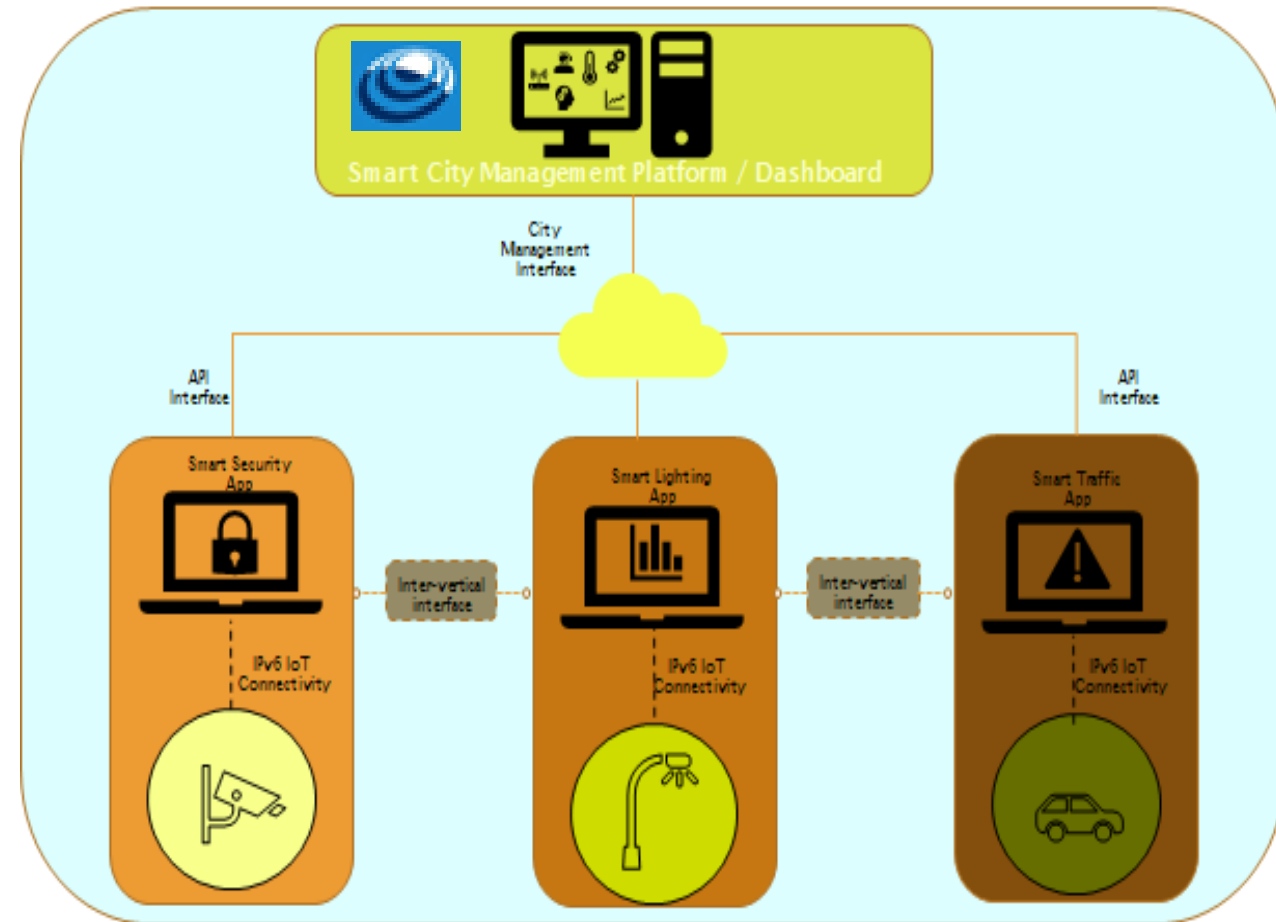 Smart City Management Platform / Dashboard
City
Management
Interface
API
Interface
API
Interface
Smart Security
App
Smart Lighting
App
Smart Traffic
App
Inter-vertical
interface
Inter-vertical
interface
IPv6 IoT
Connectivity
IPv6 IoT
Connectivity
IPv6 IoT
Connectivity